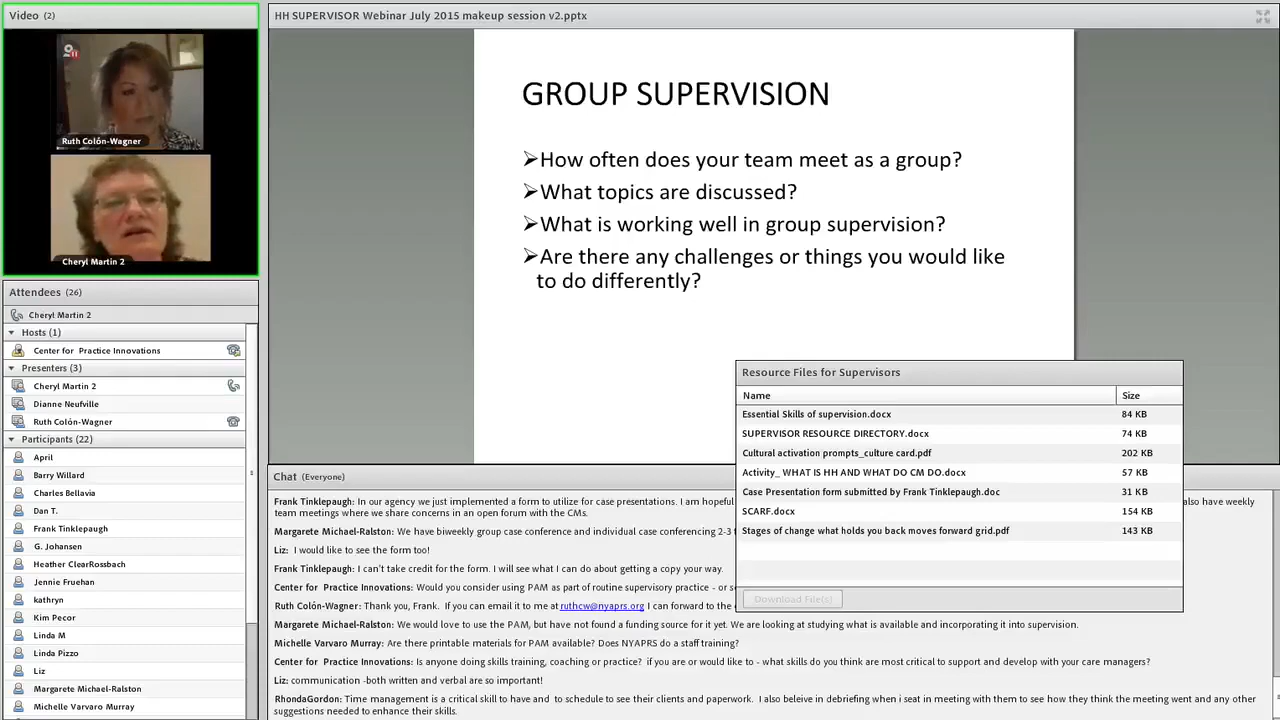 Video (2)
Ruth Colón-Wagner
Cheryl Martin 2
Attendees (26)
Cheryl Martin 2
Hosts (1)
Center for Practice Innovations
Presenters (3)
Cheryl Martin 2
Dianne Neufville
Ruth Colón-Wagner
Participants (22)
April
Barry Willard
Charles Bellavia
Dan T.
Frank Tinklepaugh
G. Johansen
Heather ClearRossbach
Jennie Fruehan
kathryn
Kim Pecor
Linda M
Linda Pizzo
Liz
Margarete Michael-Ralston
Michelle Varvaro Murray
HH SUPERVISOR Webinar July 2015 makeup session v2.pptx
GROUP SUPERVISION
➢How often does your team meet as a group?
➢What topics are discussed?
➢What is working well in group supervision?
➢Are there any challenges or things you would like
to do differently?
Resource Files for Supervisors
Name Size
Essential Skills of supervision.docx 84 KB
SUPERVISOR RESOURCE DIRECTORY.docx 74 KB
Cultural activation prompts_culture card.pdf 202 KB
Activity_ WHAT IS HH AND WHAT DO CM DO.docx 57 KB
Case Presentation form submitted by Frank Tinklepaugh.doc 31 KB
SCARF.docx 154 KB
Stages of change what holds you back moves forward grid.pdf 143 KB
Download File(s)
Chat (Everyone)
Frank Tinklepaugh: In our agency we just implemented a form to utilize for case presentations. I am hopeful also have weekly
team meetings where we share concerns in an open forum with the CMs.
Margarete Michael-Ralston: We have biweekly group case conference and individual case conferencing 2-3
Liz: I would like to see the form too!
Frank Tinklepaugh: I can't take credit for the form. I will see what I can do about getting a copy your way.
Center for Practice Innovations: Would you consider using PAM as part of routine supervisory practice - or s
Ruth Colón-Wagner: Thank you, Frank. If you can email it to me at ruthcw@nyaprs.org I can forward to the
Margarete Michael-Ralston: We would love to use the PAM, but have not found a funding source for it yet. We are looking at studying what is available and incorporating it into supervision.
Michelle Varvaro Murray: Are there printable materials for PAM available? Does NYAPRS do a staff training?
Center for Practice Innovations: Is anyone doing skills training, coaching or practice? if you are or would like to - what skills do you think are most critical to support and develop with your care managers?
Liz: communication -both written and verbal are so important!
RhondaGordon: Time management is a critical skill to have and to schedule to see their clients and paperwork. I also beleive in debriefing when i seat in meeting with them to see how they think the meeting went and any other
suggestions needed to enhance their skills.